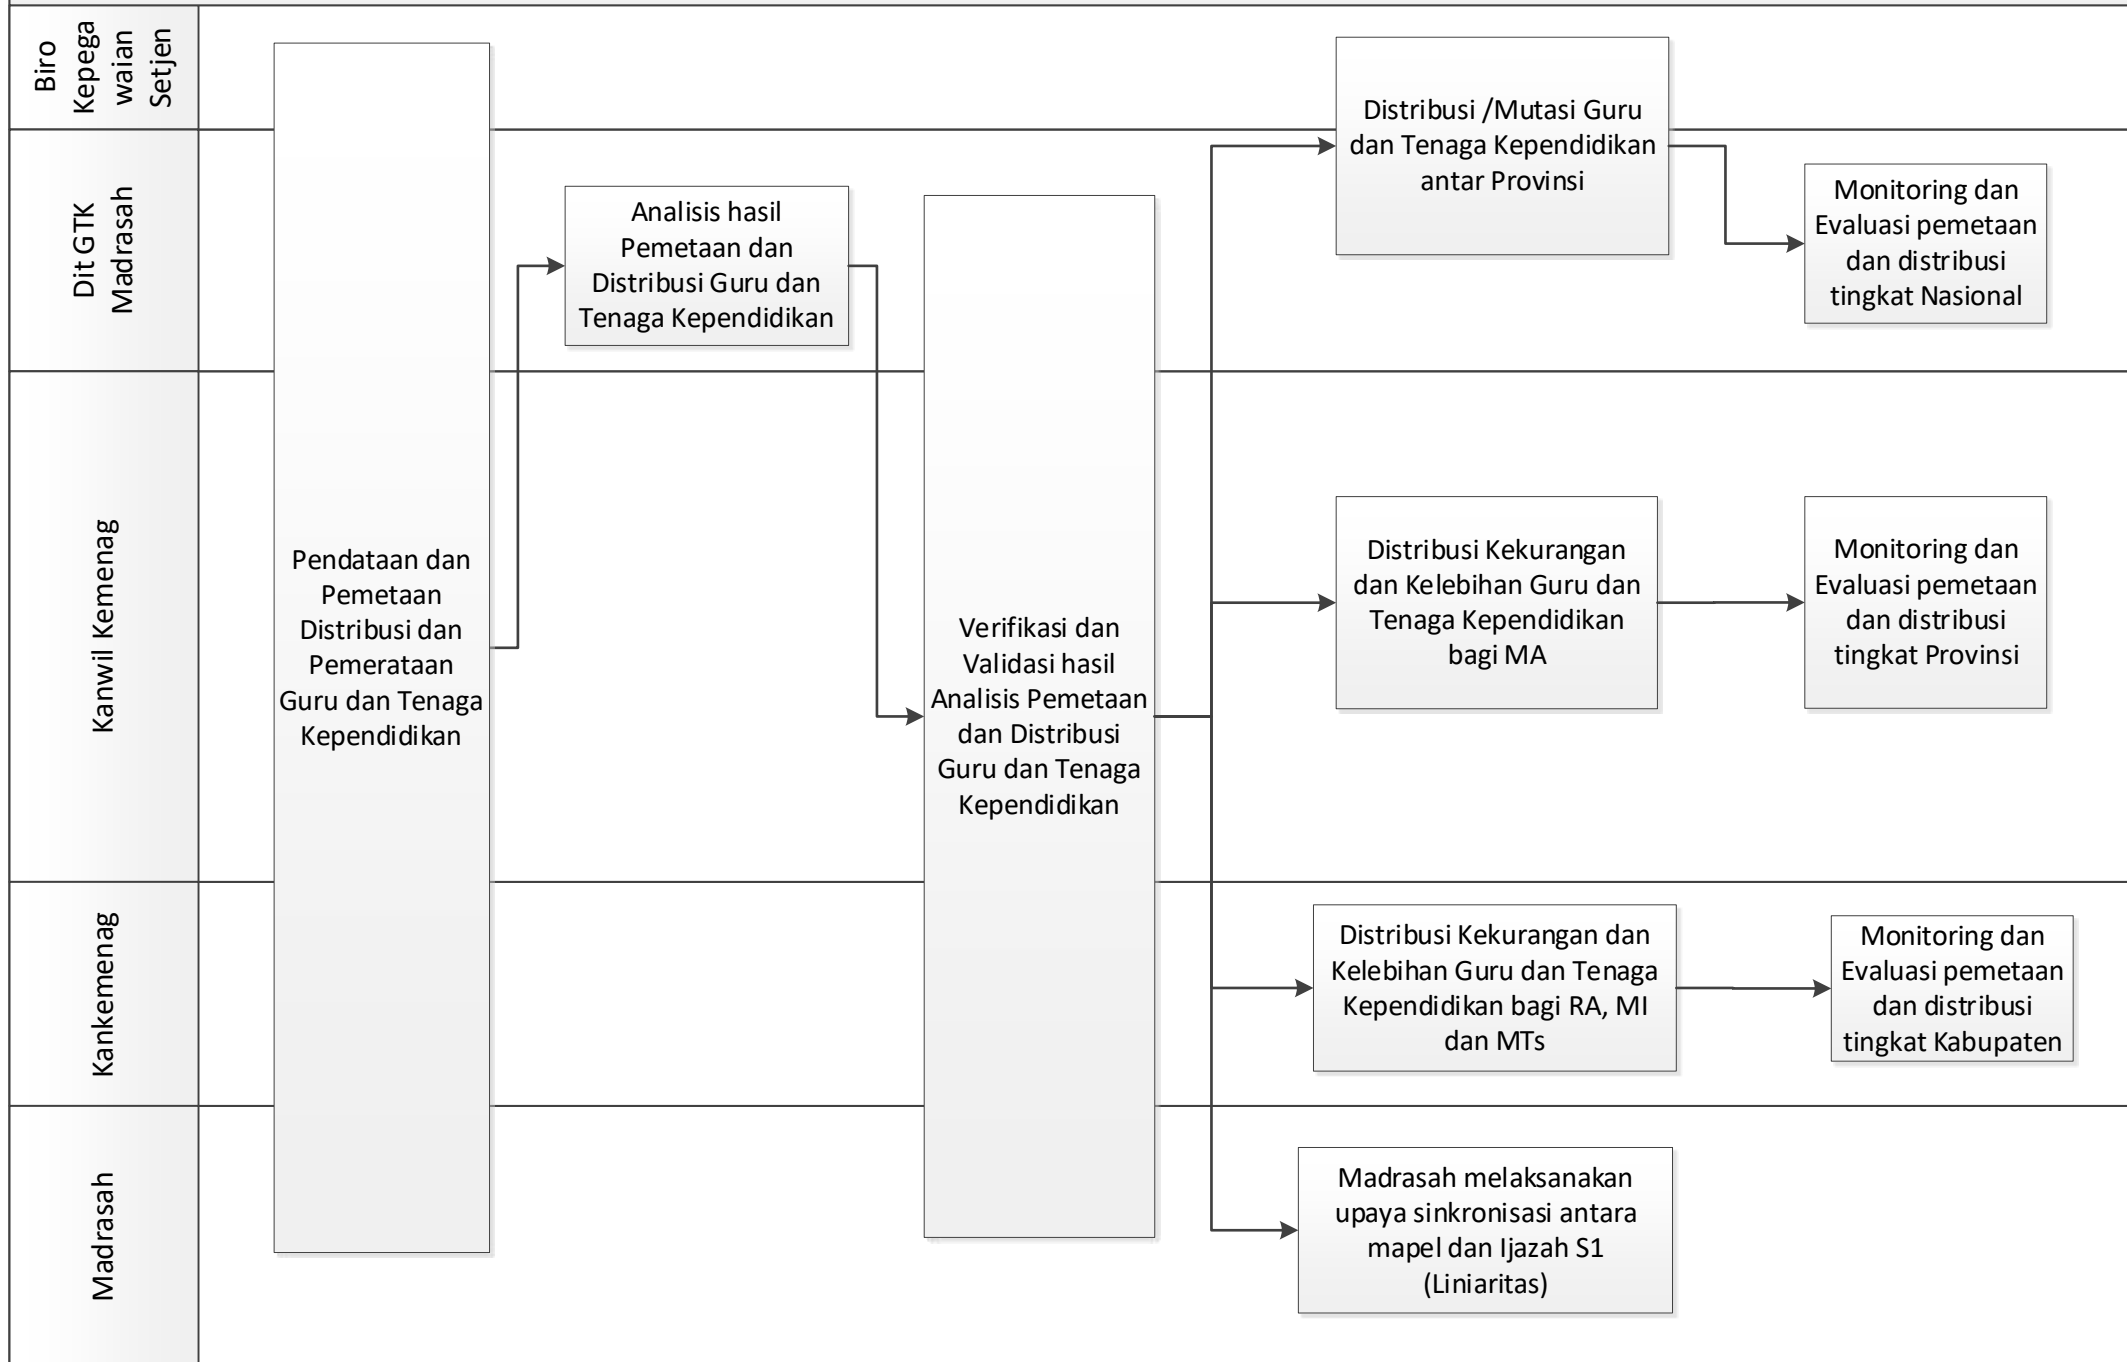 Biro
Kepega
waian
Setjen
Dit GTK
Madrasah
Kanwil Kemenag
Kankemenag
Madrasah
Pendataan dan
Pemetaan
Distribusi dan
Pemerataan
Guru dan Tenaga
Kependidikan
Analisis hasil
Pemetaan dan
Distribusi Guru dan
Tenaga Kependidikan
Verifikasi dan
Validasi hasil
Analisis Pemetaan
dan Distribusi
Guru dan Tenaga
Kependidikan
Distribusi /Mutasi Guru
dan Tenaga Kependidikan
antar Provinsi
Monitoring dan
Evaluasi pemetaan
dan distribusi
tingkat Nasional
Distribusi Kekurangan
dan Kelebihan Guru dan
Tenaga Kependidikan
bagi MA
Monitoring dan
Evaluasi pemetaan
dan distribusi
tingkat Provinsi
Distribusi Kekurangan dan
Kelebihan Guru dan Tenaga
Kependidikan bagi RA, MI
dan MTs
Monitoring dan
Evaluasi pemetaan
dan distribusi
tingkat Kabupaten
Madrasah melaksanakan
upaya sinkronisasi antara
mapel dan Ijazah S1
(Liniaritas)